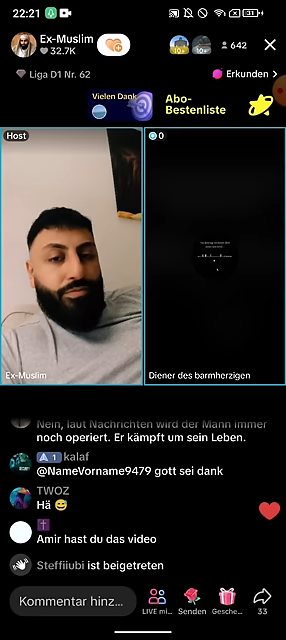 22:21
Ex-Muslim
32.7K
10+
10+
642
Liga D1 Nr. 62
Erkunden
Vielen Dank
Abo-
Bestenliste
Host
0
Ex-Muslim
Diener des barmherzigen
Nein, laut Nachrichten wird der Mann immer
noch operiert. Er kämpft um sein Leben.
1 kalaf
@NameVorname9479 gott sei dank
TWOZ
Hä 😅
Amir hast du das video
Steffiiubi ist beigetreten
Kommentar hinz...
LIVE mi...
Senden
Gesche...
33